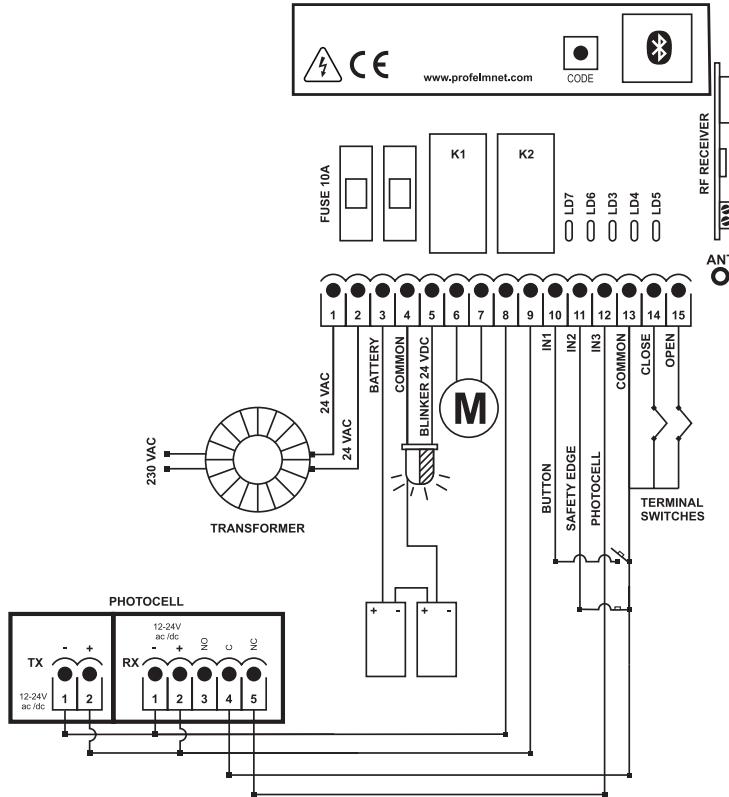 CE
www.profelmnet.com
CODE
RF RECEIVER
ANT
FUSE 10A
K1
K2
LD7
LD6
LD3
LD4
LD5
1 2 3 4 5 6 7 8 9 10 11 12 13 14 15
24 VAC
24 VAC
BATTERY
COMMON
BLINKER 24 VDC
IN1
IN2
IN3
COMMON
CLOSE
OPEN
M
230 VAC
TRANSFORMER
BUTTON
SAFETY EDGE
PHOTOCELL
TERMINAL
SWITCHES
+ - + -
PHOTOCELL
TX
- +
12-24V
ac /dc
1 2
RX
12-24V
ac /dc
- + NO C NC
1 2 3 4 5